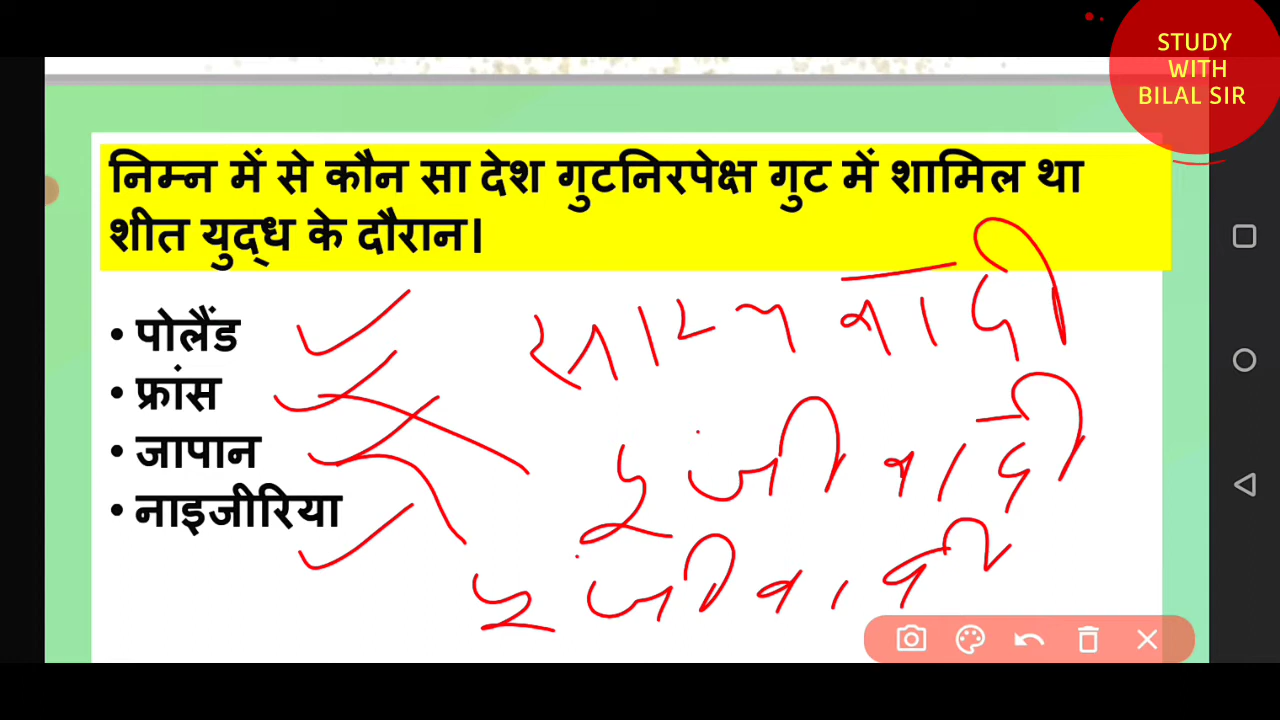 STUDY
WITH
BILAL SIR
निम्न में से कौन सा देश गुटनिरपेक्ष गुट में शामिल था
शीत युद्ध के दौरान।
• पोलैंड
• फ्रांस
• जापान
• नाइजीरिया
साम्यवादी
पूंजीवादी
पूंजीवादी